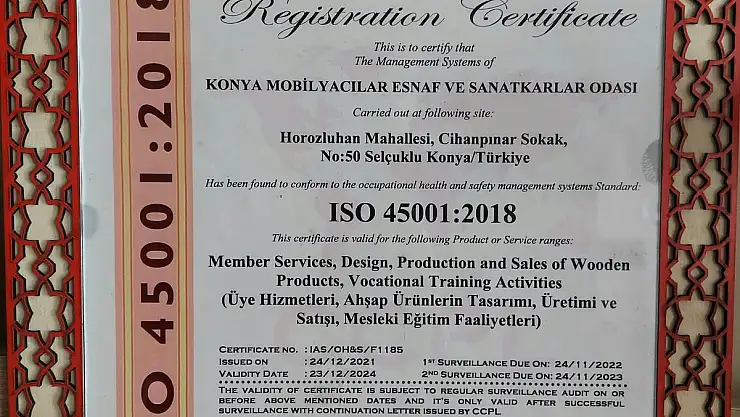 Registration Certificate
This is to certify that
The Management Systems of
KONYA MOBİLYACILAR ESNAF VE SANATKARLAR ODASI
Carried out at following site:
Horozluhan Mahallesi, Cihanpınar Sokak,
No:50 Selçuklu Konya/Türkiye
Has been found to conform to the occupational health and safety management systems Standard:
ISO 45001:2018
This certificate is valid for the following Product or Service ranges:
Member Services, Design, Production and Sales of Wooden
Products, Vocational Training Activities
(Üye Hizmetleri, Ahşap Ürünlerin Tasarımı, Üretimi ve
Satışı, Mesleki Eğitim Faaliyetleri)
CERTIFICATE NO. : IAS/OH&S/F1185
ISSUED ON : 24/12/2021 1ST SURVEILLANCE DUE ON: 24/11/2022
VALIDITY DATE : 23/12/2024 2ND SURVEILLANCE DUE ON: 24/11/2023
THE VALIDITY OF CERTIFICATE IS SUBJECT TO REGULAR SURVEILLANCE AUDIT ON OR
BEFORE ABOVE MENTIONED DATES AND IT'S ONLY VALID AFTER SUCCESSFUL
SURVEILLANCE WITH CONTINUATION LETTER ISSUED BY CCPL
O 45001:2018